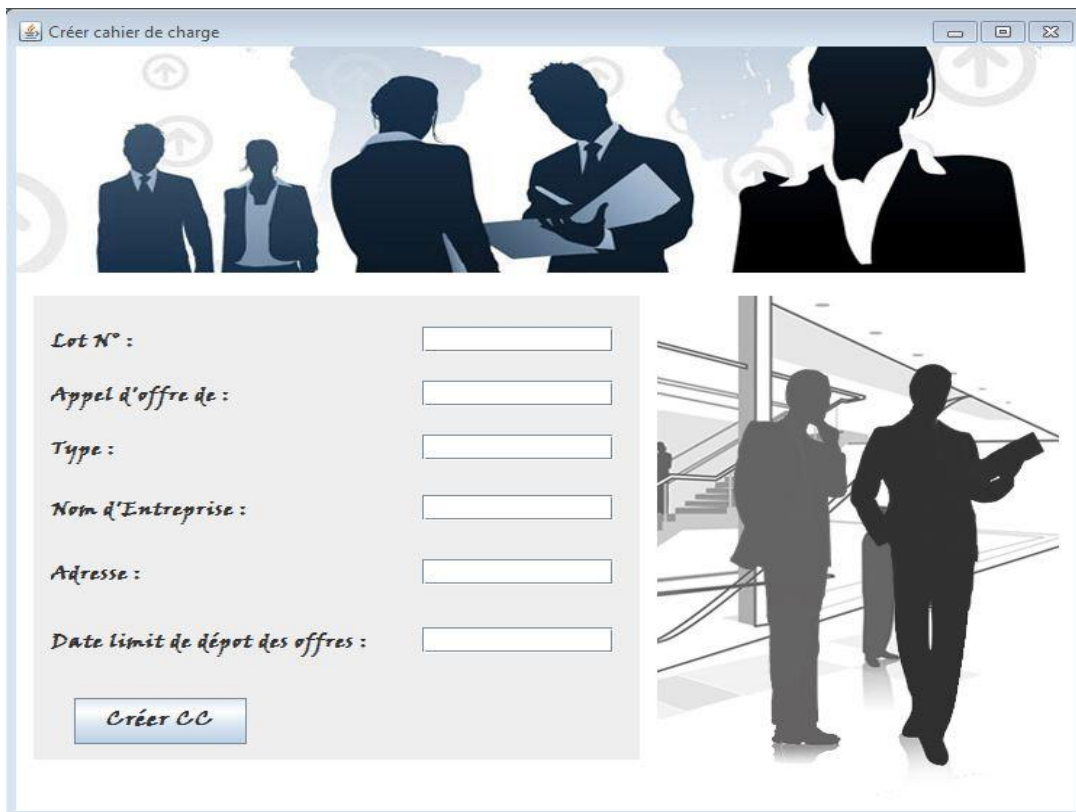 Créer cahier de charge
Lot N° :
Appel d'offre de :
Type :
Nom d'Entreprise :
Adresse :
Date limit de dépot des offres :
Créer CC